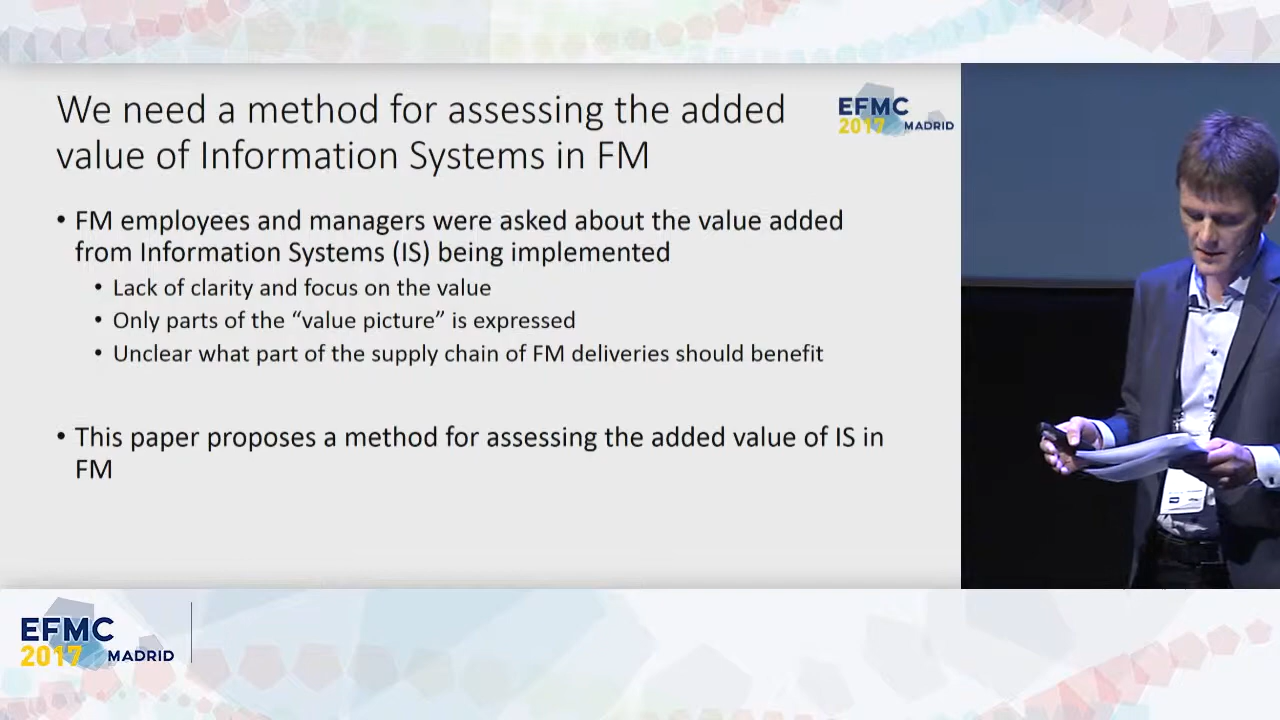 We need a method for assessing the added
value of Information Systems in FM
EFMC
2017 MADRID
• FM employees and managers were asked about the value added
from Information Systems (IS) being implemented
• Lack of clarity and focus on the value
• Only parts of the “value picture” is expressed
• Unclear what part of the supply chain of FM deliveries should benefit
• This paper proposes a method for assessing the added value of IS in
FM
EFMC
2017 MADRID